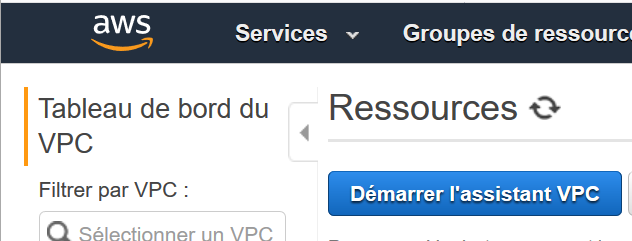 aws
Services
Groupes de ressource
Tableau de bord du
VPC
Ressources
Filtrer par VPC :
Démarrer l'assistant VPC
Sélectionner un VPC